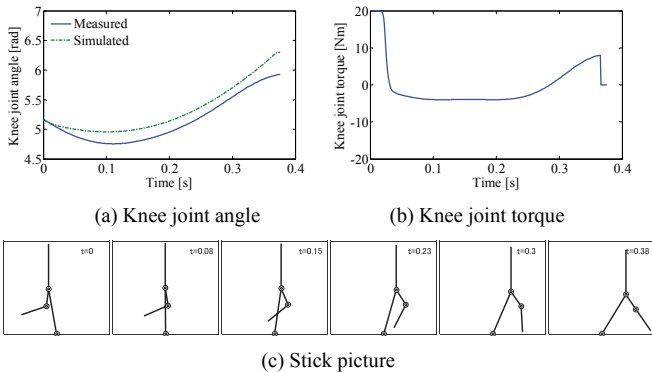 7
6.5
6
5.5
5
4.5
Knee joint angle [rad]
Measured
Simulated
0 0.1 0.2 0.3 0.4
Time [s]
(a) Knee joint angle
20
10
0
-10
-20
Knee joint torque [Nm]
0 0.1 0.2 0.3 0.4
Time [s]
(b) Knee joint torque
t=0
t=0.08
t=0.15
t=0.23
t=0.3
t=0.38
(c) Stick picture